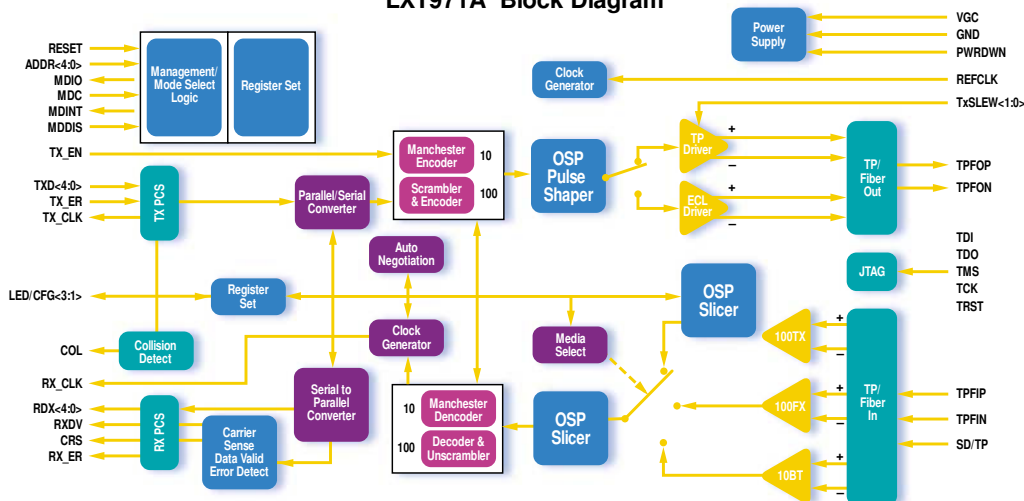 LXT971A Block Diagram
RESET
ADDR<4:0>
MDIO
MDC
MDINT
MDDIS
Management/
Mode Select
Logic
Register Set
Power
Supply
VGC
GND
PWRDWN
Clock
Generator
REFCLK
TxSLEW<1:0>
TX_EN
TXD<4:0>
TX_ER
TX_CLK
TX PCS
Parallel/Serial
Converter
Manchester
Encoder
10
Scrambler
& Encoder
100
OSP
Pulse
Shaper
TP
Driver
+
–
ECL
Driver
+
–
TP/
Fiber
Out
TPFOP
TPFON
Auto
Negotiation
JTAG
TDI
TDO
TMS
TCK
TRST
LED/CFG<3:1>
Register
Set
OSP
Slicer
Clock
Generator
Media
Select
COL
Collision
Detect
RX_CLK
100TX
+
–
100FX
+
–
10BT
+
–
TP/
Fiber
In
TPFIP
TPFIN
SD/TP
RDX<4:0>
RXDV
CRS
RX_ER
RX PCS
Carrier
Sense
Data Valid
Error Detect
Serial to
Parallel
Converter
10
Manchester
Dencoder
100
Decoder &
Unscrambler
OSP
Slicer